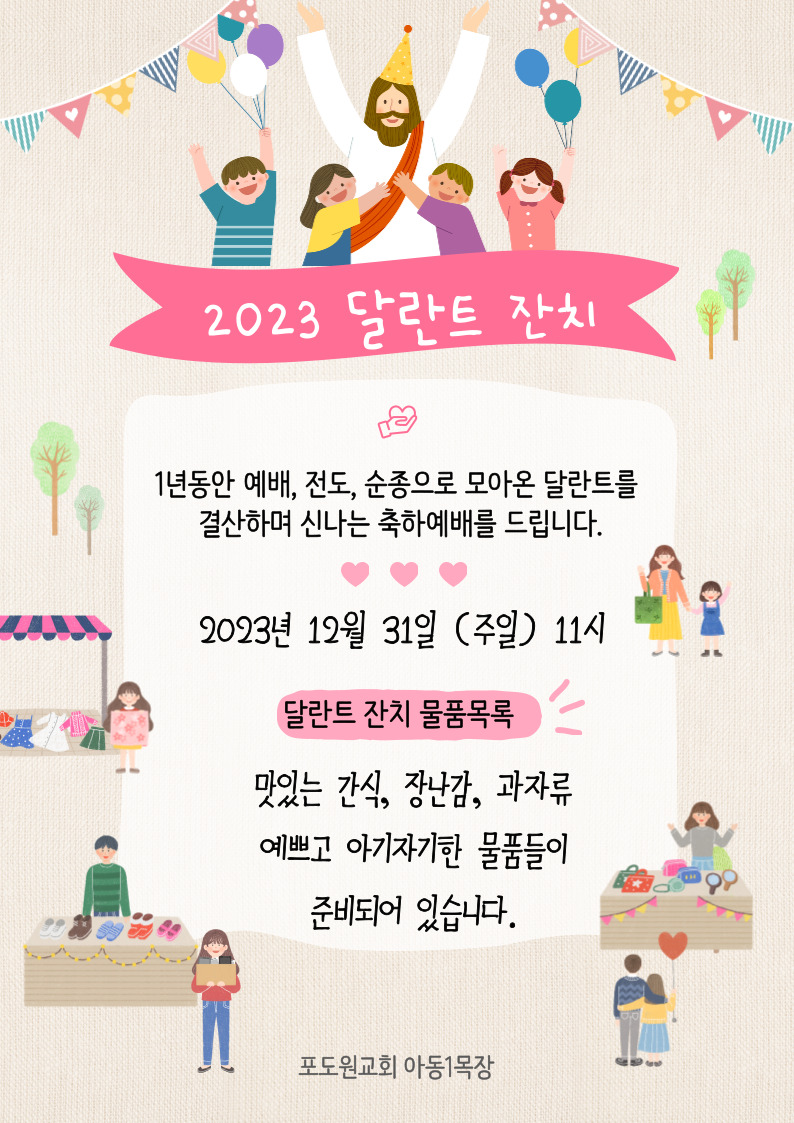 2023 달란트 잔치
1년동안 예배, 전도, 순종으로 모아온 달란트를
결산하며 신나는 축하예배를 드립니다.
2023년 12월 31일 (주일) 11시
달란트 잔치 물품목록
맛있는 간식, 장난감, 과자류
예쁘고 아기자기한 물품들이
준비되어 있습니다.
포도원교회 아동1목장